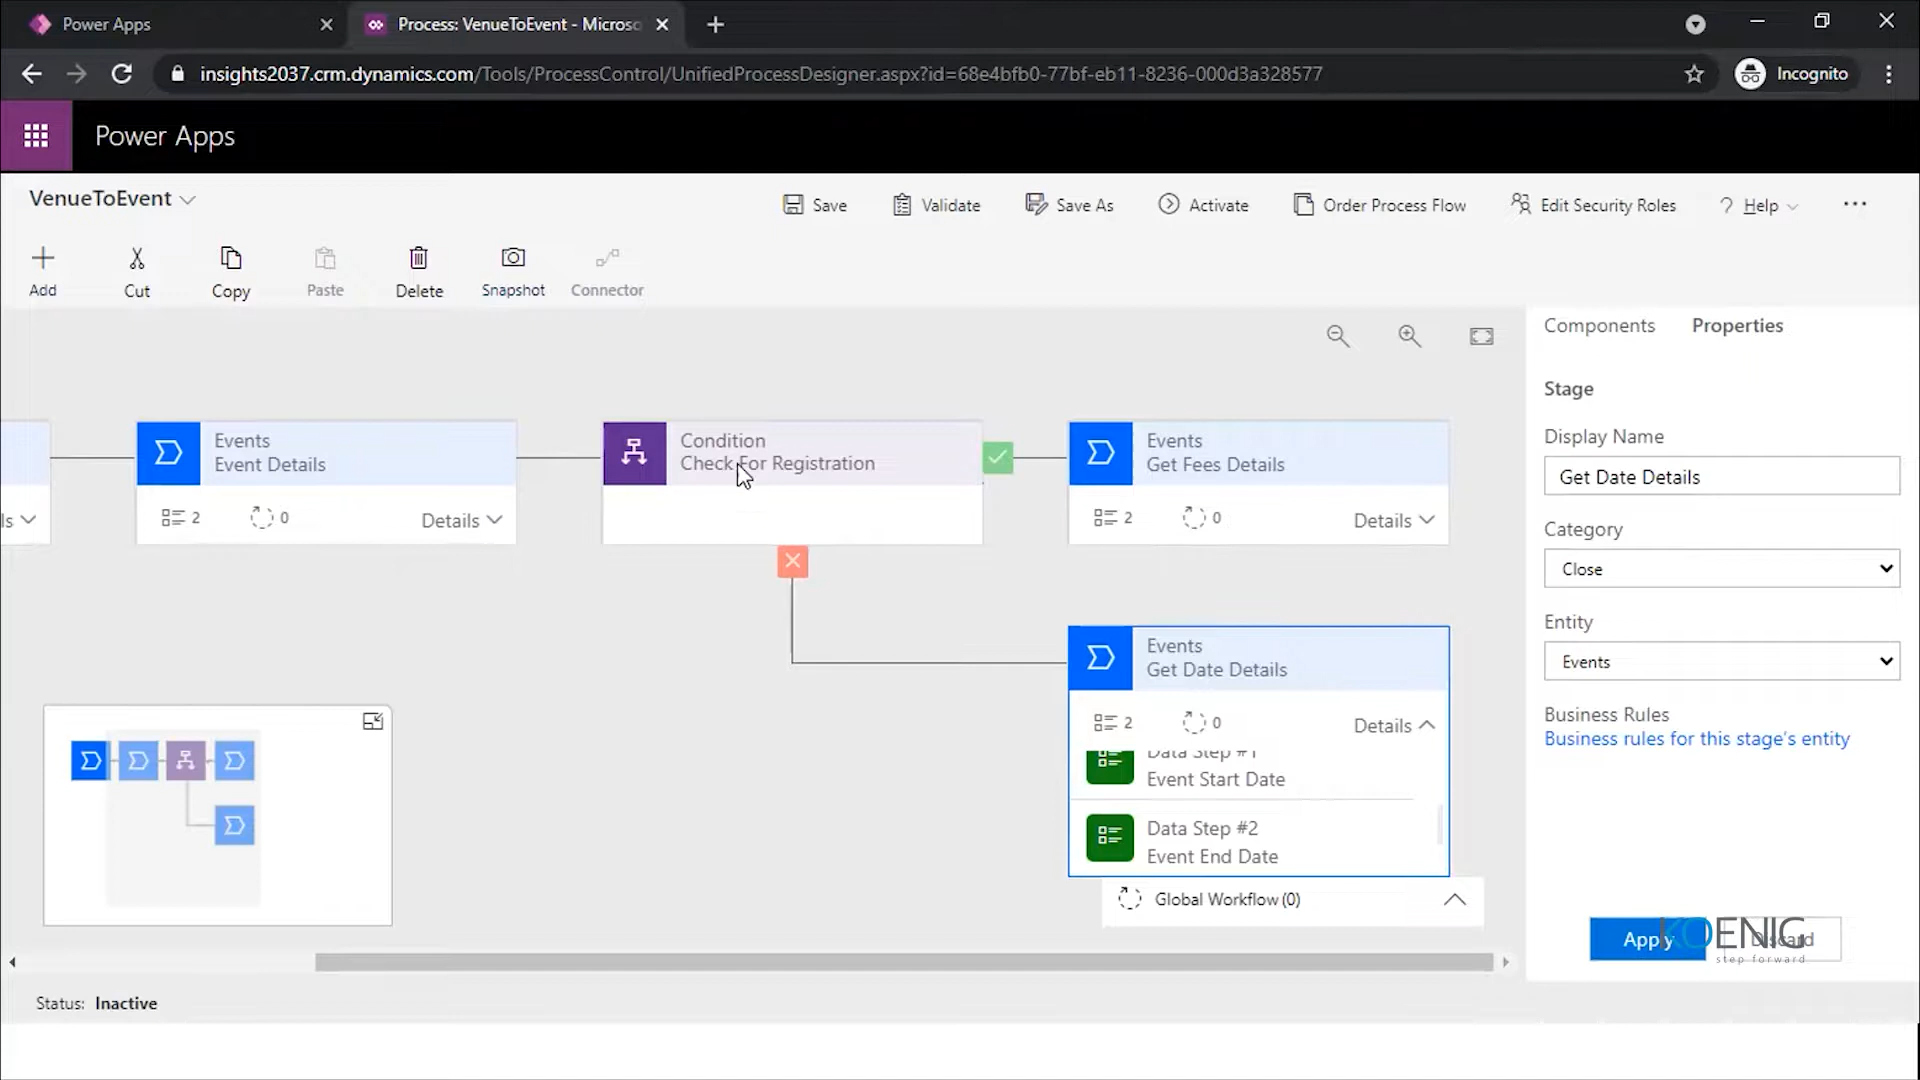 Power Apps
Process: VenueToEvent - Microso
insights2037.crm.dynamics.com/Tools/ProcessControl/UnifiedProcessDesigner.aspx?id=68e4bfb0-77bf-eb11-8236-000d3a328577
Incognito
Power Apps
VenueToEvent
Save
Validate
Save As
Activate
Order Process Flow
Edit Security Roles
? Help
Add
Cut
Copy
Paste
Delete
Snapshot
Connector
Components
Properties
Stage
Display Name
Get Date Details
Category
Close
Entity
Events
Business Rules
Business rules for this stage's entity
ls
Events
Event Details
2
0
Details
Condition
Check For Registration
Events
Get Fees Details
2
0
Details
Events
Get Date Details
2
0
Details
Data Step #1
Event Start Date
Data Step #2
Event End Date
Global Workflow (0)
Apply
Discard
KOENIG
step forward
Status: Inactive